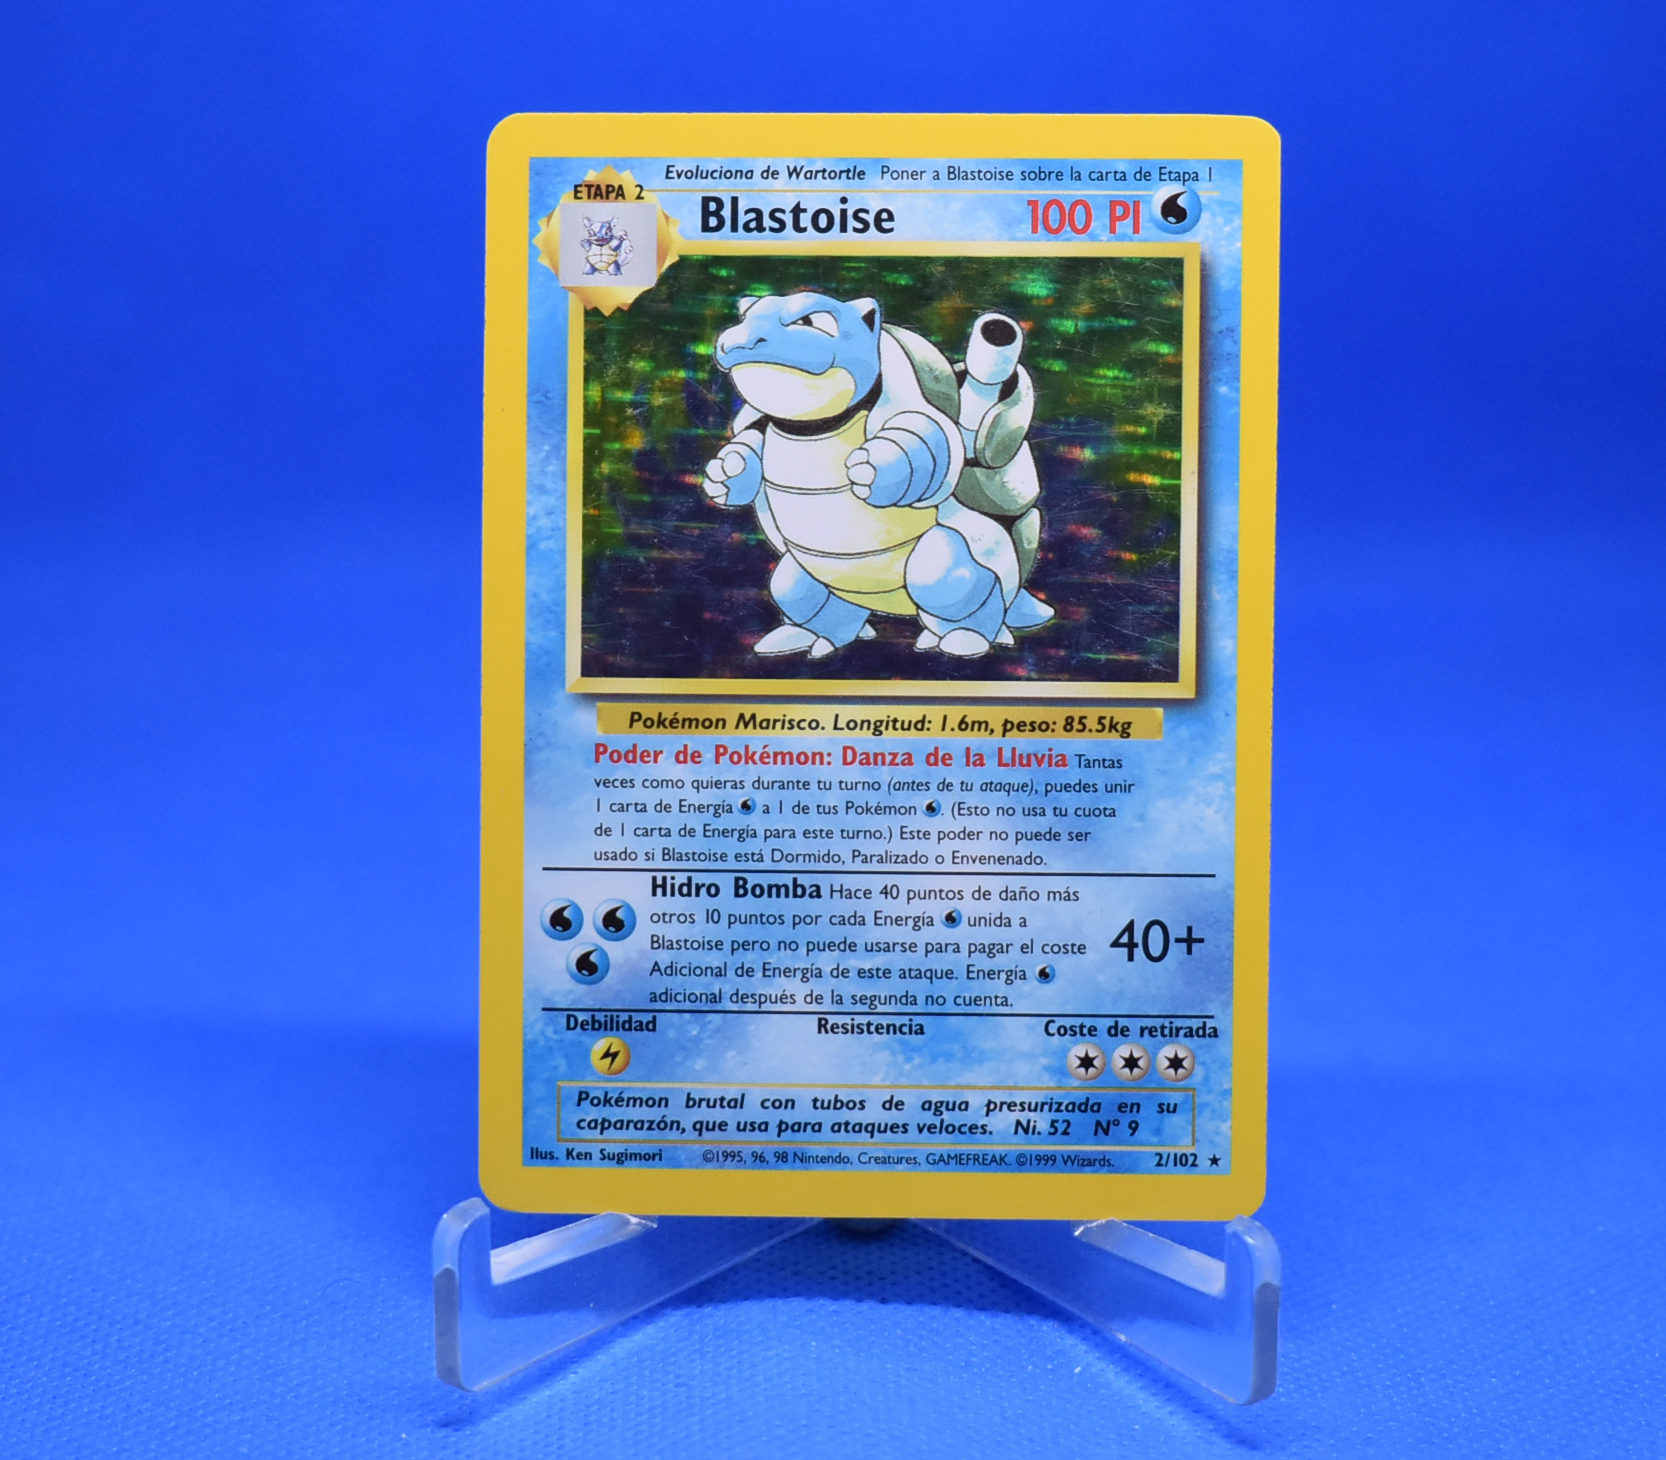 Evoluciona de Wartortle Poner a Blastoise sobre la carta de Etapa 1
ETAPA 2
Blastoise 100 PI
Pokémon Marisco. Longitud: 1.6m, peso: 85.5kg
Poder de Pokémon: Danza de la Lluvia Tantas
veces como quieras durante tu turno (antes de tu ataque), puedes unir
1 carta de Energía a 1 de tus Pokémon . (Esto no usa tu cuota
de 1 carta de Energía para este turno.) Este poder no puede ser
usado si Blastoise está Dormido, Paralizado o Envenenado.
Hidro Bomba Hace 40 puntos de daño más
otros 10 puntos por cada Energía unida a
Blastoise pero no puede usarse para pagar el coste
Adicional de Energía de este ataque. Energía
adicional después de la segunda no cuenta.
40+
Debilidad Resistencia Coste de retirada
Pokémon brutal con tubos de agua presurizada en su
caparazón, que usa para ataques veloces. Ni. 52 Nº 9
Ilus. Ken Sugimori ©1995, 96, 98 Nintendo, Creatures, GAMEFREAK. ©1999 Wizards. 2/102 ★